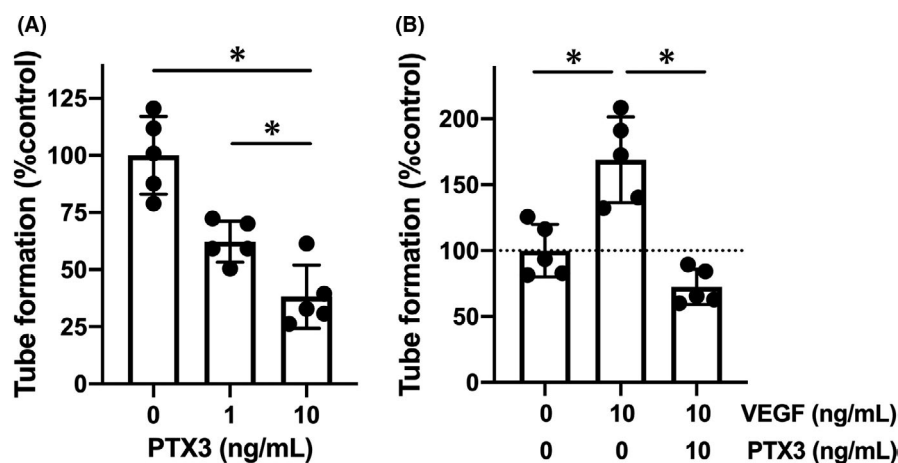 (A)
Tube formation (%control)
125
100
75
50
25
0
*
*
0 1 10
PTX3 (ng/mL)
(B)
Tube formation (%control)
200
150
100
50
0
* *
0 10 10 VEGF (ng/mL)
0 0 10 PTX3 (ng/mL)